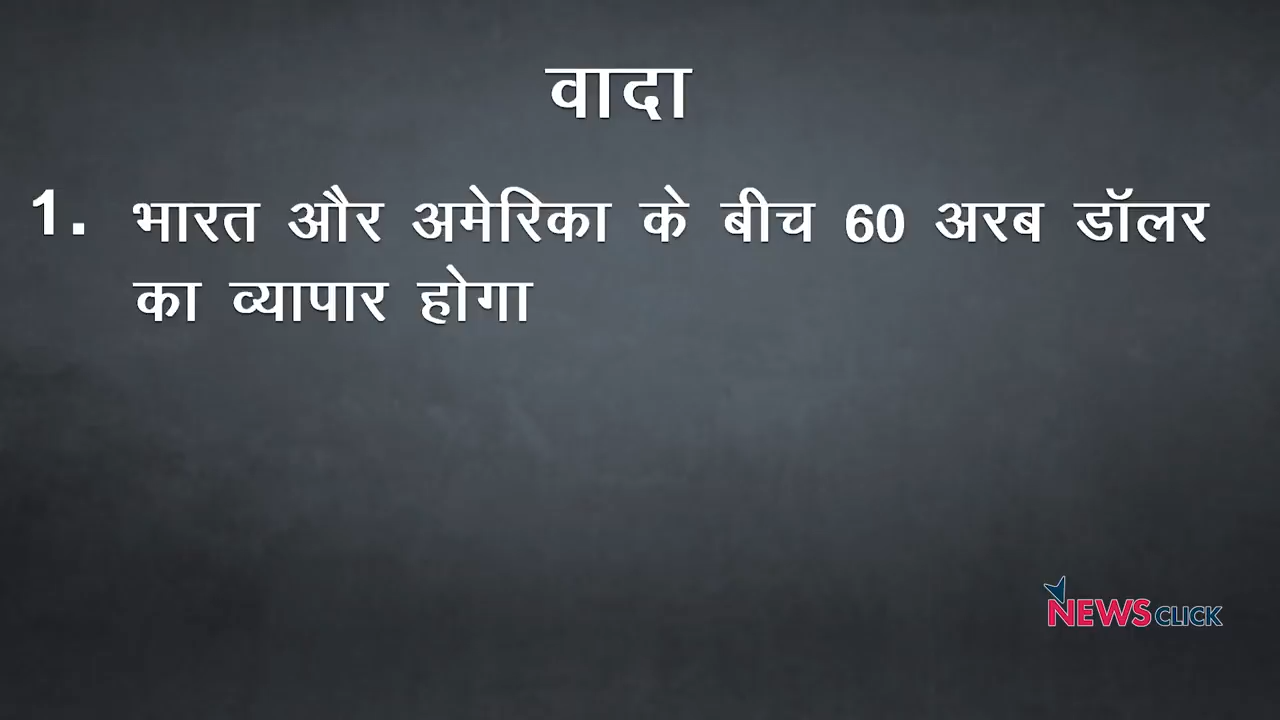 वादा
1. भारत और अमेरिका के बीच 60 अरब डॉलर
का व्यापार होगा
NEWSCLICK